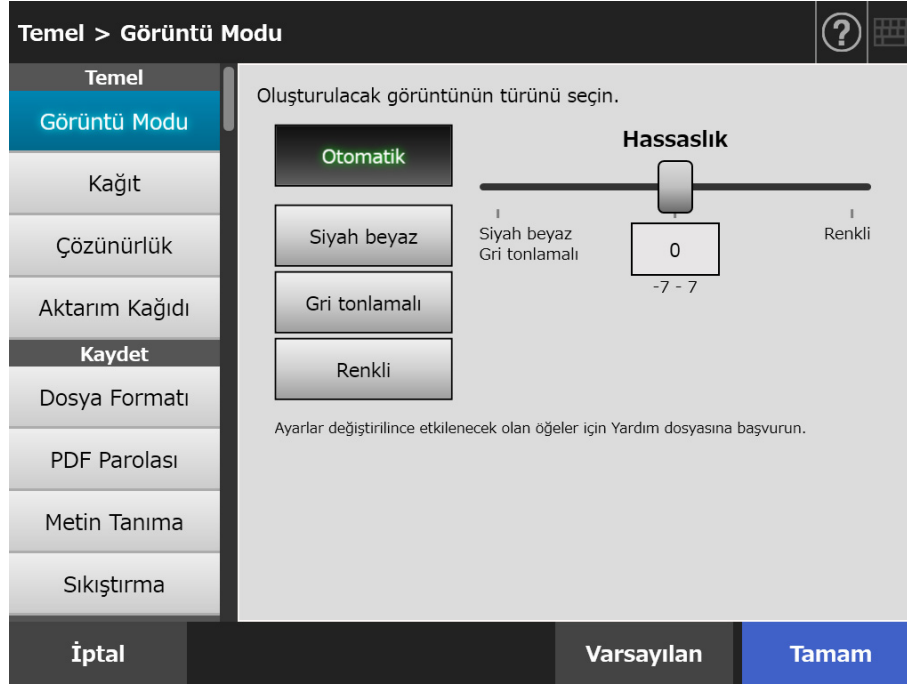 Temel > Görüntü Modu
?
Temel
Görüntü Modu
Kağıt
Çözünürlük
Aktarım Kağıdı
Kaydet
Dosya Formatı
PDF Parolası
Metin Tanıma
Sıkıştırma
Oluşturulacak görüntünün türünü seçin.
Otomatik
Siyah beyaz
Gri tonlamalı
Renkli
Hassaslık
Siyah beyaz
Gri tonlamalı
0
-7 - 7
Renkli
Ayarlar değiştirilince etkilenecek olan öğeler için Yardım dosyasına başvurun.
İptal
Varsayılan
Tamam